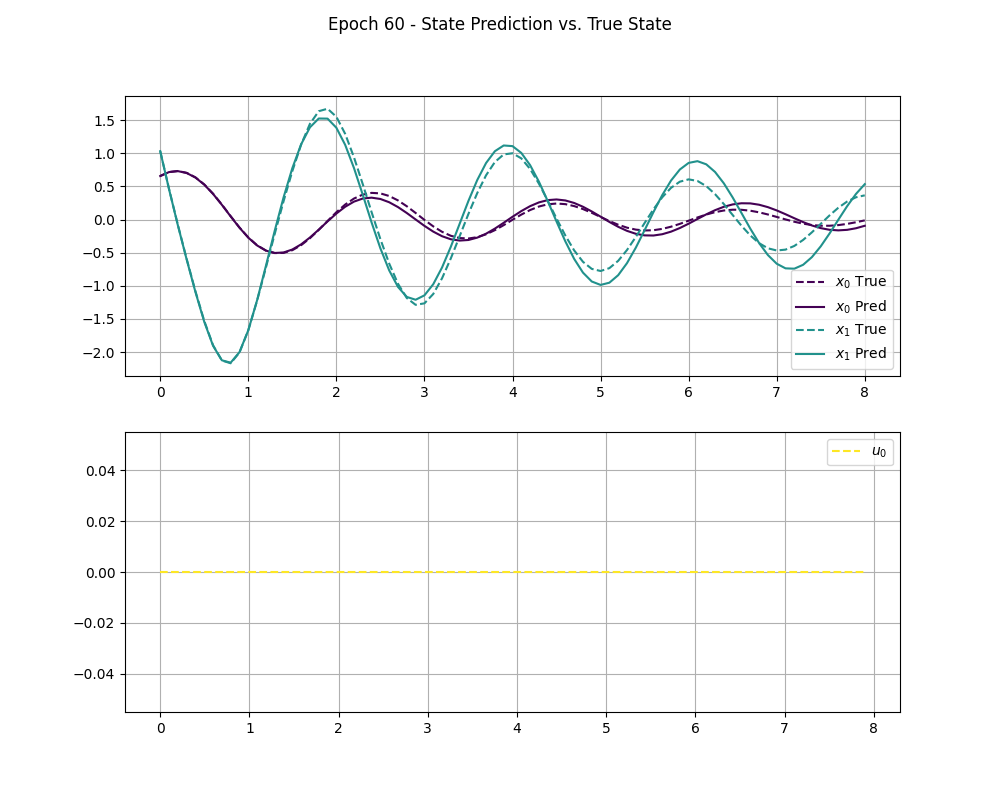 Epoch 60 - State Prediction vs. True State
1.5
1.0
0.5
0.0
−0.5
−1.0
−1.5
−2.0
x0 True
x0 Pred
x1 True
x1 Pred
0 1 2 3 4 5 6 7 8
u0
0.04
0.02
0.00
−0.02
−0.04
0 1 2 3 4 5 6 7 8